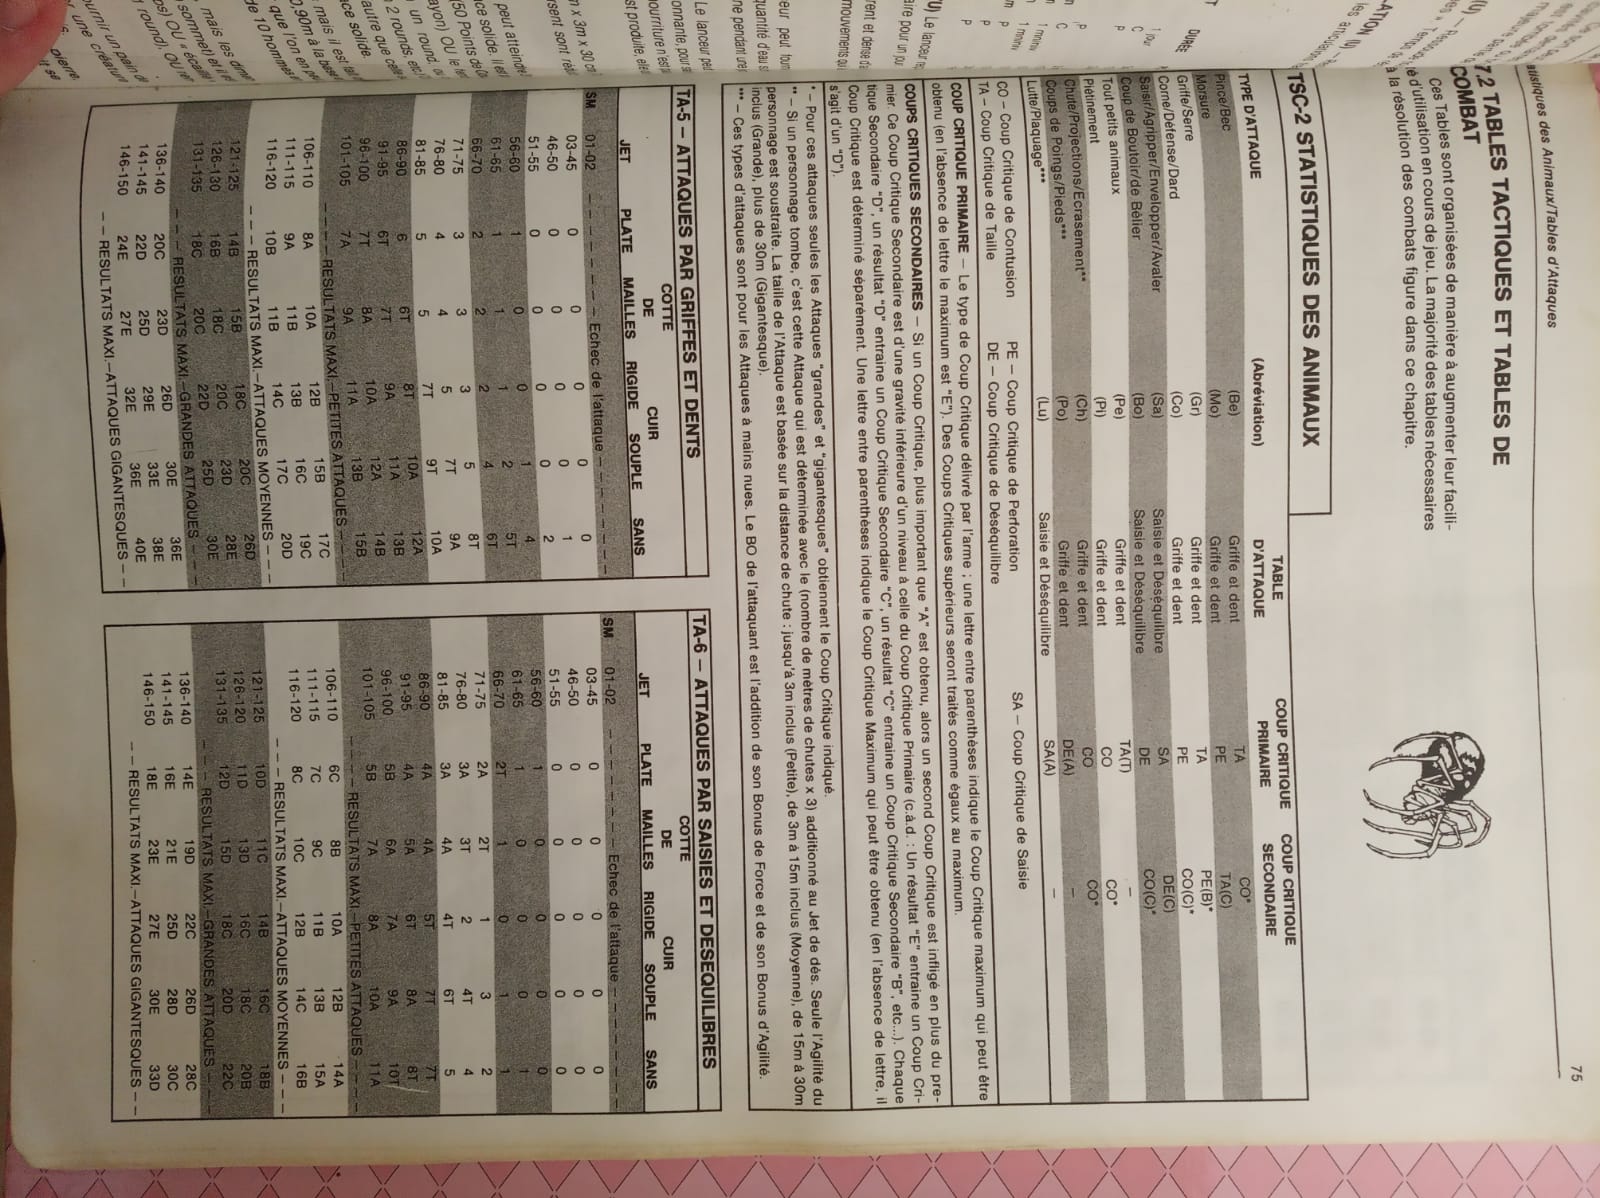 75
Statistiques des Animaux/Tables d'Attaques
7.2 TABLES TACTIQUES ET TABLES DE
COMBAT
Ces Tables sont organisées de manière à augmenter leur facili-
té d'utilisation en cours de jeu. La majorité des tables nécessaires
à la résolution des combats figure dans ce chapitre.
TSC-2 STATISTIQUES DES ANIMAUX
TYPE D'ATTAQUE (Abréviation) TABLE D'ATTAQUE COUP CRITIQUE PRIMAIRE COUP CRITIQUE SECONDAIRE
Pince/Bec (Be) Griffe et dent TA CO*
Morsure (Mo) Griffe et dent PE TA(C)
Griffe/Serre (Gr) Griffe et dent TA PE(B)*
Corne/Défense/Dard (Co) Griffe et dent PE CO(C)*
Saisir/Agripper/Envelopper/Avaler (Sa) Saisie et Déséquilibre SA DE(C)
Coup de Boutoir/de Bélier (Bo) Saisie et Déséquilibre DE CO(C)*
Tout petits animaux (Pe) Griffe et dent TA(T) –
Piétinement (Pi) Griffe et dent CO CO*
Chute/Projections/Ecrasement** (Ch) Griffe et dent CO CO*
Coups de Poings/Pieds*** (Po) Griffe et dent DE(A) –
Lutte/Plaquage*** (Lu) Saisie et Déséquilibre SA(A) –
CO – Coup Critique de Contusion PE – Coup Critique de Perforation SA – Coup Critique de Saisie
TA – Coup Critique de Taille DE – Coup Critique de Déséquilibre
COUP CRITIQUE PRIMAIRE – Le type de Coup Critique délivré par l'arme ; une lettre entre parenthèses indique le Coup Critique maximum qui peut être
obtenu (en l'absence de lettre le maximum est "E"). Des Coups Critiques supérieurs seront traités comme égaux au maximum.
COUPS CRITIQUES SECONDAIRES – Si un Coup Critique, plus important que "A" est obtenu, alors un second Coup Critique est infligé en plus du pre-
mier. Ce Coup Critique Secondaire est d'une gravité inférieure d'un niveau à celle du Coup Critique Primaire (c.à.d. : Un résultat "E" entraine un Coup Cri-
tique Secondaire "D", un résultat "D" entraine un Coup Critique Secondaire "C", un résultat "C" entraine un Coup Critique Secondaire "B", etc...). Chaque
Coup Critique est déterminé séparément. Une lettre entre parenthèses indique le Coup Critique Maximum qui peut être obtenu (en l'absence de lettre, il
s'agit d'un "D").
* – Pour ces attaques seules les Attaques "grandes" et "gigantesques" obtiennent le Coup Critique indiqué.
** – Si un personnage tombe, c'est cette Attaque qui est déterminée avec le (nombre de mètres de chutes x 3) additionné au Jet de dés. Seule l'Agilité du
personnage est soustraite. La taille de l'Attaque est basée sur la distance de chute : jusqu'à 3m inclus (Petite), de 3m à 15m inclus (Moyenne), de 15m à 30m
inclus (Grande), plus de 30m (Gigantesque).
*** – Ces types d'attaques sont pour les Attaques à mains nues. Le BO de l'attaquant est l'addition de son Bonus de Force et de son Bonus d'Agilité.
TA-5 – ATTAQUES PAR GRIFFES ET DENTS
COTTE
DE CUIR
JET PLATE MAILLES RIGIDE SOUPLE SANS
SM 01-02 – – – – – – – – Echec de l'attaque – – – – – – – –
03-45 0 0 0 0 0
46-50 0 0 0 0 1
51-55 0 0 0 0 2
56-60 1 0 0 1 4
61-65 1 1 1 2 5T
66-70 2 2 2 4 6T
71-75 3 3 3 5 8T
76-80 4 4 5 7T 9A
81-85 5 5 7T 9T 10A
86-90 6 6T 8T 10A 12A
91-95 6T 7T 9A 11A 13B
96-100 7T 8A 10A 12A 14B
101-105 7A 9A 11A 13B 15B
– – – – RESULTATS MAXI.–PETITES ATTAQUES – – – –
106-110 8A 10A 12B 15B 17C
111-115 9A 11B 13B 16C 19C
116-120 10B 11B 14C 17C 20D
– – – RESULTATS MAXI.–ATTAQUES MOYENNES – – –
121-125 14B 15B 18C 20C 26D
126-130 16B 18C 20C 23D 28E
131-135 18C 20C 22D 25D 30E
– – – RESULTATS MAXI.–GRANDES ATTAQUES – – – –
136-140 20C 23D 26D 30E 36E
141-145 22D 25D 29E 33E 38E
146-150 24E 27E 32E 36E 40E
– – RESULTATS MAXI.–ATTAQUES GIGANTESQUES – –
TA-6 – ATTAQUES PAR SAISIES ET DESEQUILIBRES
COTTE
DE CUIR
JET PLATE MAILLES RIGIDE SOUPLE SANS
SM 01-02 – – – – – – – – Echec de l'attaque – – – – – – – –
03-45 0 0 0 0 0
46-50 0 0 0 0 0
51-55 0 0 0 0 0
56-60 1 0 0 0 0
61-65 1 0 0 0 1
66-70 2T 1 0 1 1
71-75 2A 2T 1 3 2
76-80 3A 3T 2 4T 4
81-85 3A 4A 4T 6T 5
86-90 4A 4A 5T 7T 7T
91-95 4A 5A 6T 8A 8T
96-100 5B 6A 7A 9A 10T
101-105 5B 7A 8A 10A 11A
– – – – RESULTATS MAXI.–PETITES ATTAQUES – – – –
106-110 6C 8B 10A 12B 14A
111-115 7C 9C 11B 13B 15A
116-120 8C 10C 12B 14C 16B
– – – RESULTATS MAXI.–ATTAQUES MOYENNES – – –
121-125 10D 11C 14B 16C 18B
126-120 11D 13D 16C 18C 20B
131-135 12D 15D 18C 20D 22C
– – – RESULTATS MAXI.–GRANDES ATTAQUES – – –
136-140 14E 19D 22C 26D 28C
141-145 16E 21E 25D 28D 30C
146-150 18E 23E 27E 30E 33D
– – RESULTATS MAXI.–ATTAQUES GIGANTESQUES – –